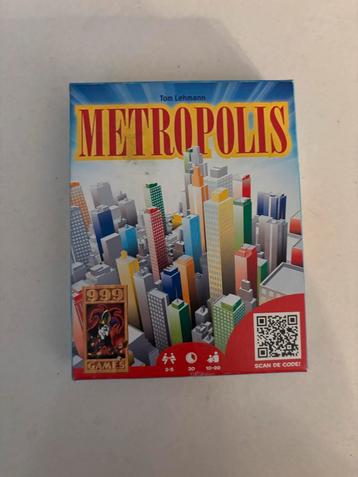 Tom Lehmann
METROPOLIS
999
GAMES
2-5
30
10-99
SCAN DE CODE!